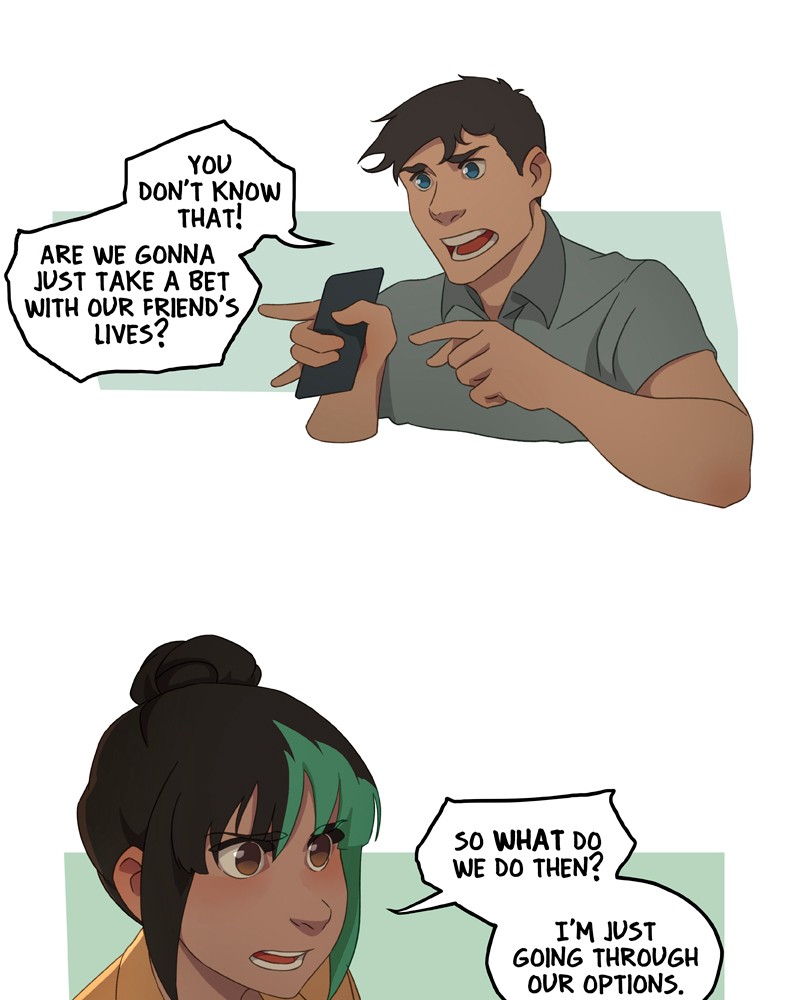 YOU
DON'T KNOW
THAT!
ARE WE GONNA
JUST TAKE A BET
WITH OUR FRIEND'S
LIVES?
SO WHAT DO
WE DO THEN?
I'M JUST
GOING THROUGH
OUR OPTIONS.